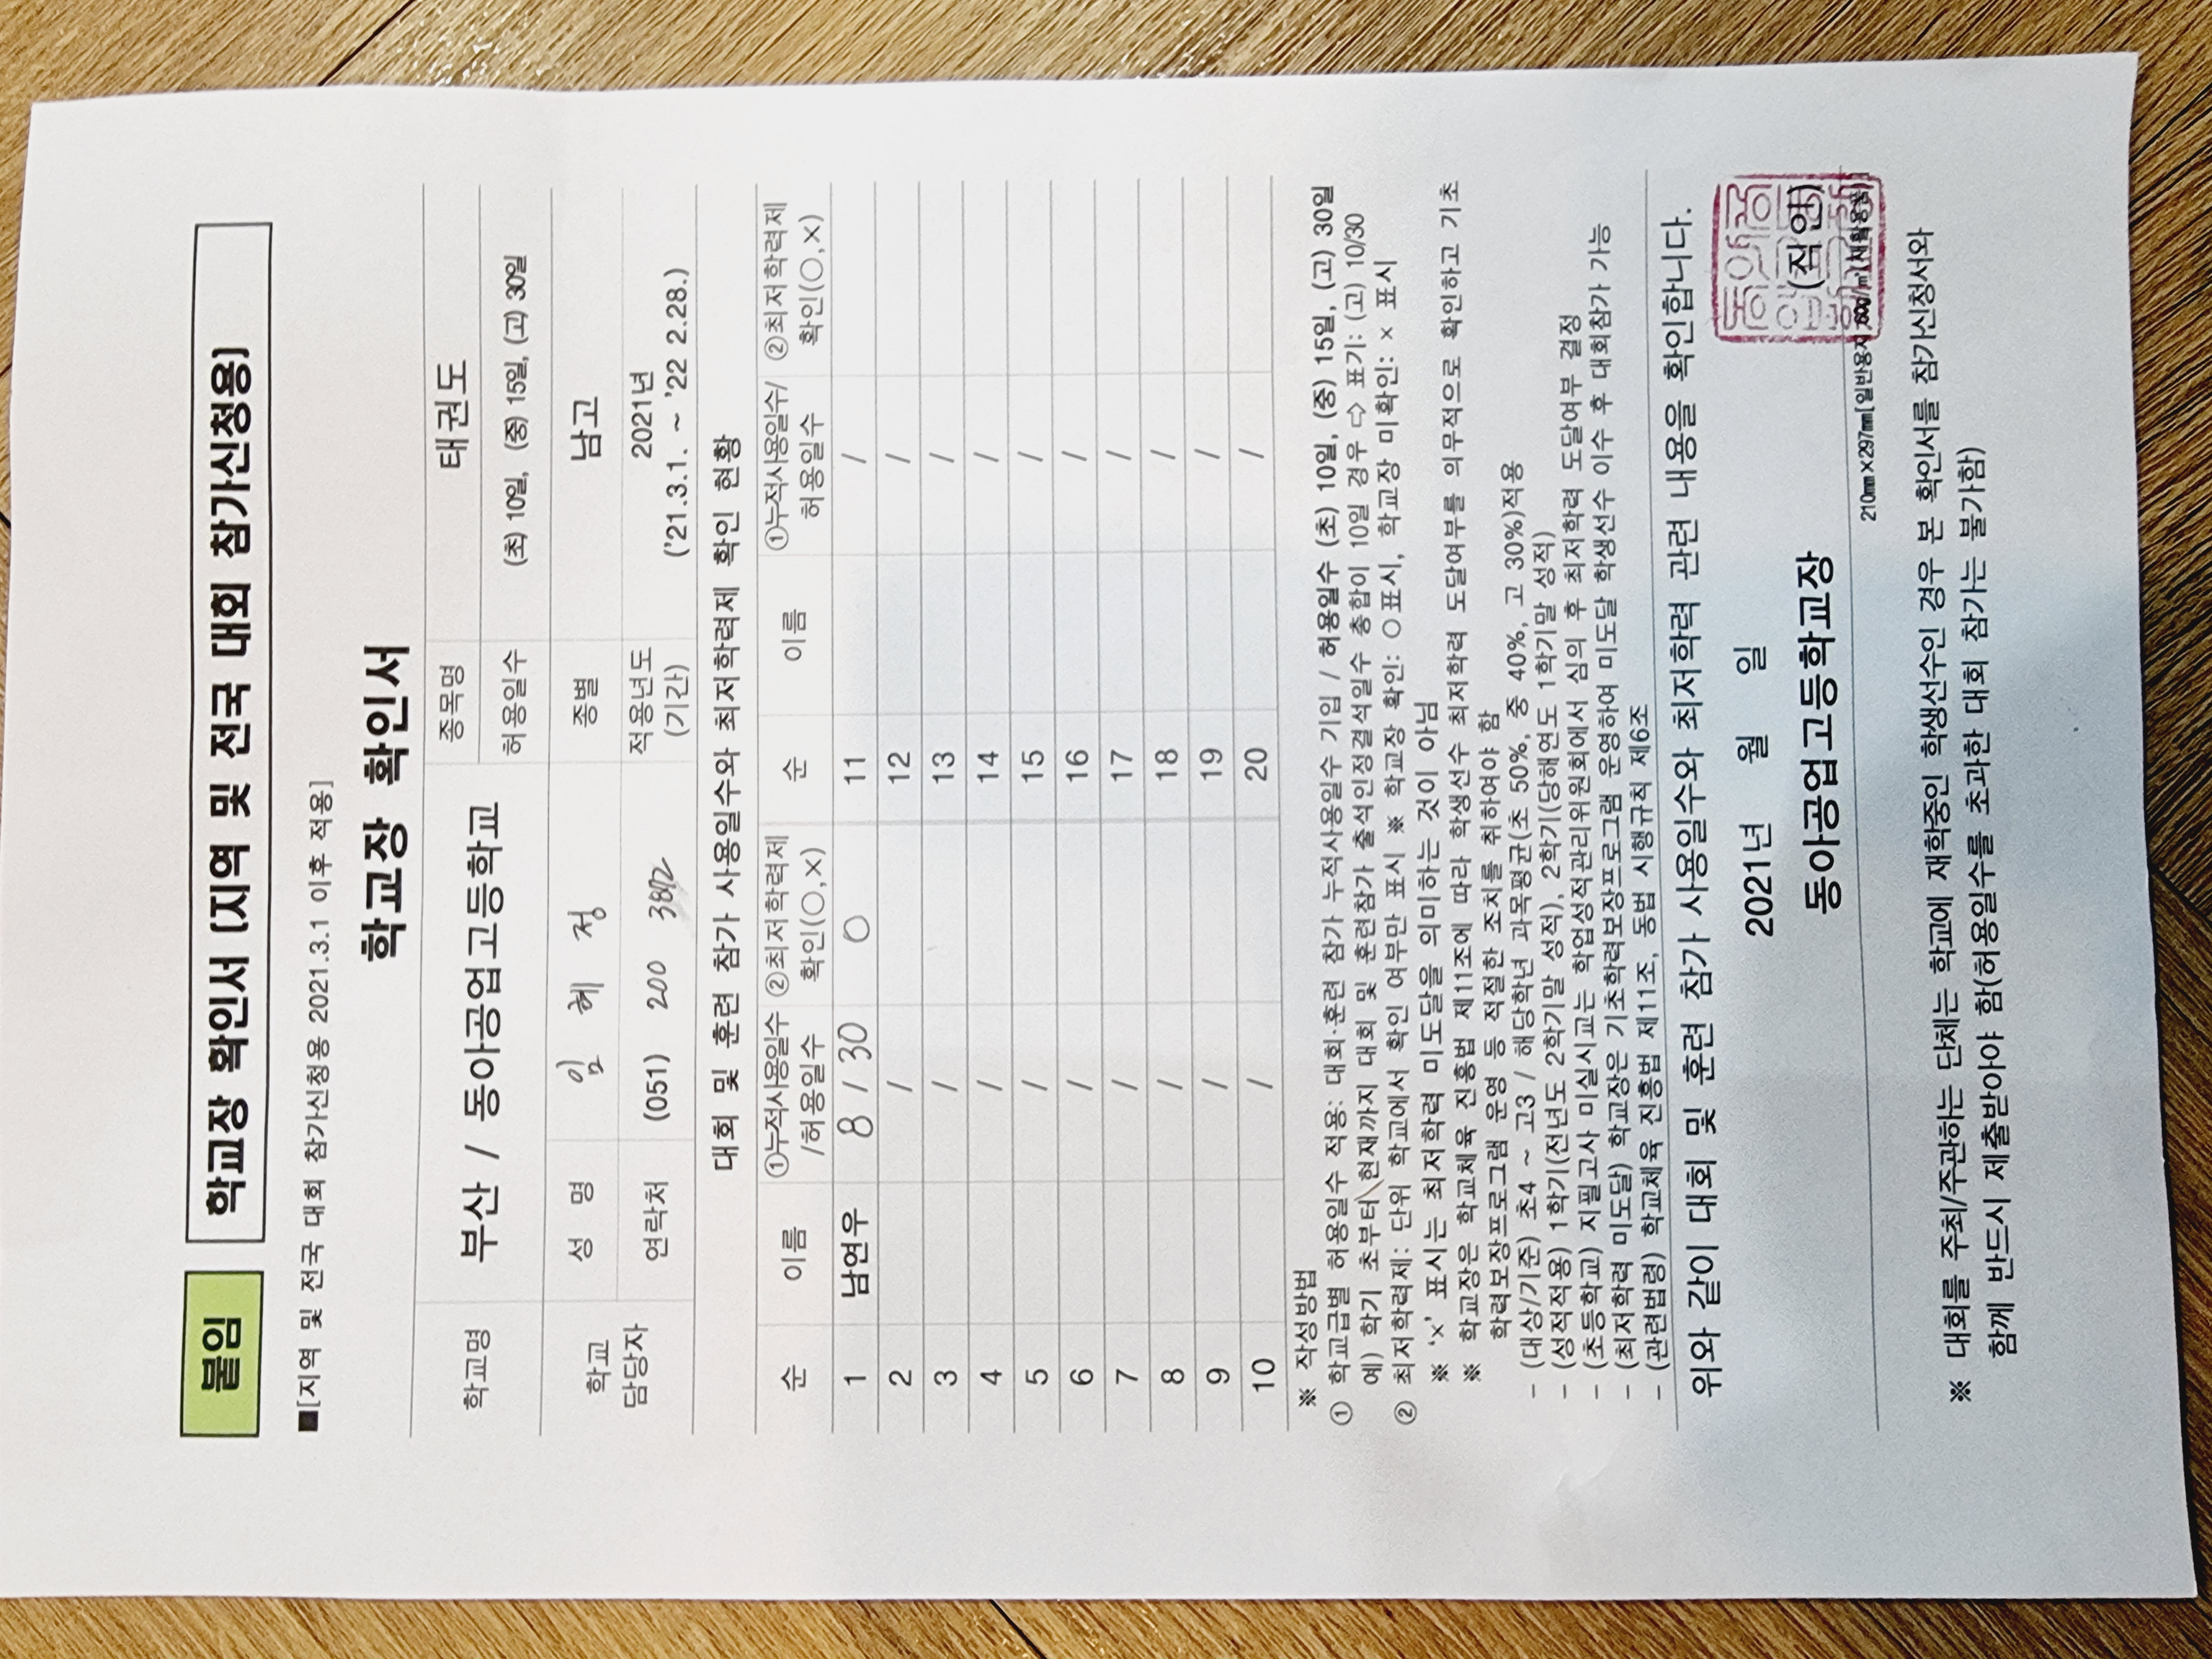 붙임
학교장 확인서 (지역 및 전국 대회 참가신청용)
■[지역 및 전국 대회 참가신청용 2021.3.1 이후 적용]
학교장 확인서
학교명 부산 / 동아공업고등학교 종목명 태권도
허용일수 (초) 10일, (중) 15일, (고) 30일
학교 담당자 성 명 임 혜 정 종별 남고
연락처 (051) 200 3872 적용년도 (기간) 2021년 ('21.3.1. ~ '22 2.28.)
대회 및 훈련 참가 사용일수와 최저학력제 확인 현황
순 이름 ①누적사용일수 /허용일수 ②최저학력제 확인(○,×) 순 이름 ①누적사용일수/ 허용일수 ②최저학력제 확인(○,×)
1 남연우 8 / 30 ○ 11 /
2 / 12 /
3 / 13 /
4 / 14 /
5 / 15 /
6 / 16 /
7 / 17 /
8 / 18 /
9 / 19 /
10 / 20 /
※ 작성방법
① 학교급별 허용일수 적용: 대회·훈련 참가 누적사용일수 기입 / 허용일수 (초) 10일, (중) 15일, (고) 30일
예) 학기 초부터 현재까지 대회 및 훈련참가 출석인정결석일수 총합이 10일 경우 ⇨ 표기: (고) 10/30
② 최저학력제: 단위 학교에서 확인 여부만 표시 ※ 학교장 확인: ○표시, 학교장 미확인: × 표시
※ '×' 표시는 최저학력 미도달을 의미하는 것이 아님
※ 학교장은 학교체육 진흥법 제11조에 따라 학생선수 최저학력 도달여부를 의무적으로 확인하고 기초
학력보장프로그램 운영 등 적절한 조치를 취하여야 함
- (대상/기준) 초4 ~ 고3 / 해당학년 과목평균(초 50%, 중 40%, 고 30%)적용
- (성적적용) 1학기(전년도 2학기말 성적), 2학기(당해연도 1학기말 성적)
- (초등학교) 지필고사 미실시교는 학업성적관리위원회에서 심의 후 최저학력 도달여부 결정
- (최저학력 미도달) 학교장은 기초학력보장프로그램 운영하여 미도달 학생선수 이수 후 대회참가 가능
- (관련법령) 학교체육 진흥법 제11조, 동법 시행규칙 제6조
위와 같이 대회 및 훈련 참가 사용일수와 최저학력 관련 내용을 확인합니다.
2021년 월 일
동아공업고등학교장 (직인)
210㎜×297㎜[일반용지 60g/㎡(재활용품)]
※ 대회를 주최/주관하는 단체는 학교에 재학중인 학생선수인 경우 본 확인서를 참가신청서와
함께 반드시 제출받아야 함(허용일수를 초과한 대회 참가는 불가함)